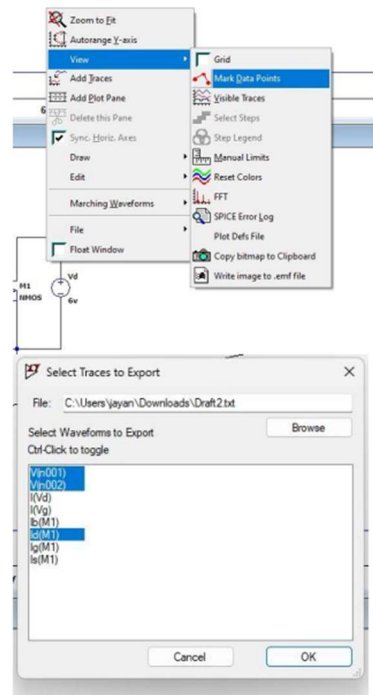 Zoom to Fit
Autorange Y-axis
View
Add Traces
Add Plot Pane
Delete this Pane
Sync. Horiz. Axes
Draw
Edit
Marching Waveforms
File
Float Window
Grid
Mark Data Points
Visible Traces
Select Steps
Step Legend
Manual Limits
Reset Colors
FFT
SPICE Error Log
Plot Defs File
Copy bitmap to Clipboard
Write image to .emf file
6
M1
NMOS
Vd
6v
Select Traces to Export
File: C:\Users\jayan\Downloads\Draft2.txt
Select Waveforms to Export
Browse
Ctrl-Click to toggle
V(n001)
V(n002)
I(Vd)
I(Vg)
Ib(M1)
Id(M1)
Ig(M1)
Is(M1)
Cancel
OK